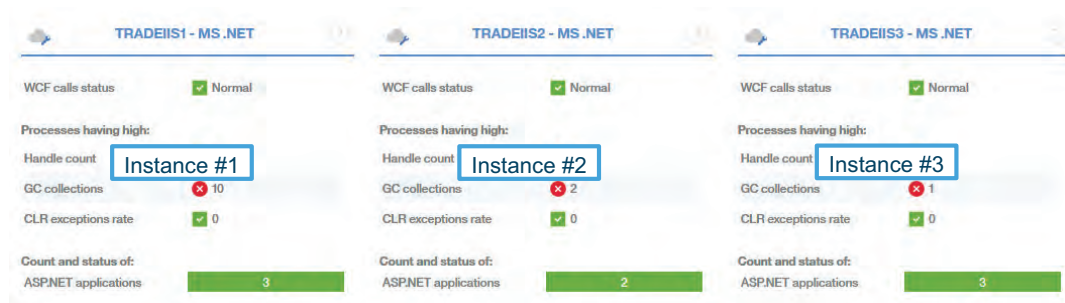 TRADEIIS1 - MS .NET
WCF calls status Normal
Processes having high:
Handle count
Instance #1
GC collections 10
CLR exceptions rate 0
Count and status of:
ASP.NET applications 3
TRADEIIS2 - MS .NET
WCF calls status Normal
Processes having high:
Handle count
Instance #2
GC collections 2
CLR exceptions rate 0
Count and status of:
ASP.NET applications 2
TRADEIIS3 - MS .NET
WCF calls status Normal
Processes having high:
Handle count
Instance #3
GC collections 1
CLR exceptions rate 0
Count and status of:
ASP.NET applications 3